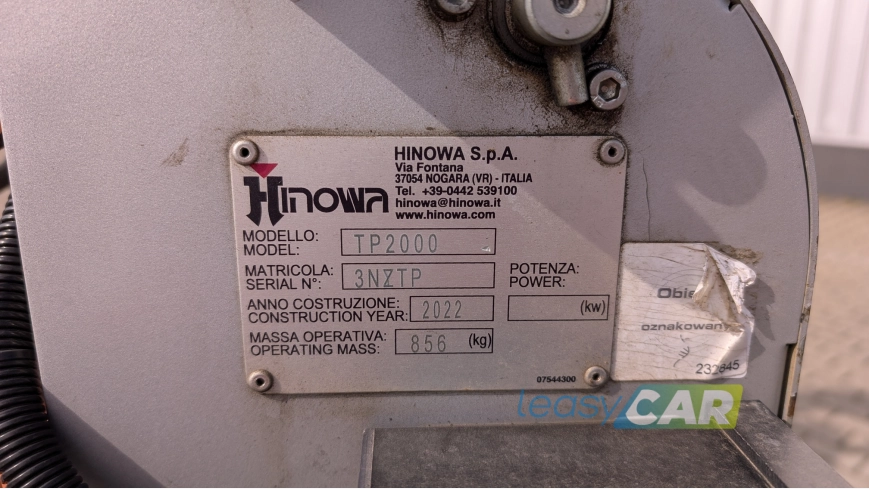 HINOWA S.p.A.
Via Fontana
37054 NOGARA (VR) - ITALIA
Tel. +39-0442 539100
hinowa@hinowa.it
www.hinowa.com
HINOWA
MODELLO:
MODEL: TP2000
MATRICOLA:
SERIAL N°: 3NZTP
POTENZA:
POWER:
ANNO COSTRUZIONE:
CONSTRUCTION YEAR: 2022
(kw)
MASSA OPERATIVA:
OPERATING MASS: 856 (kg)
07544300
oznakowany
leasyCAR